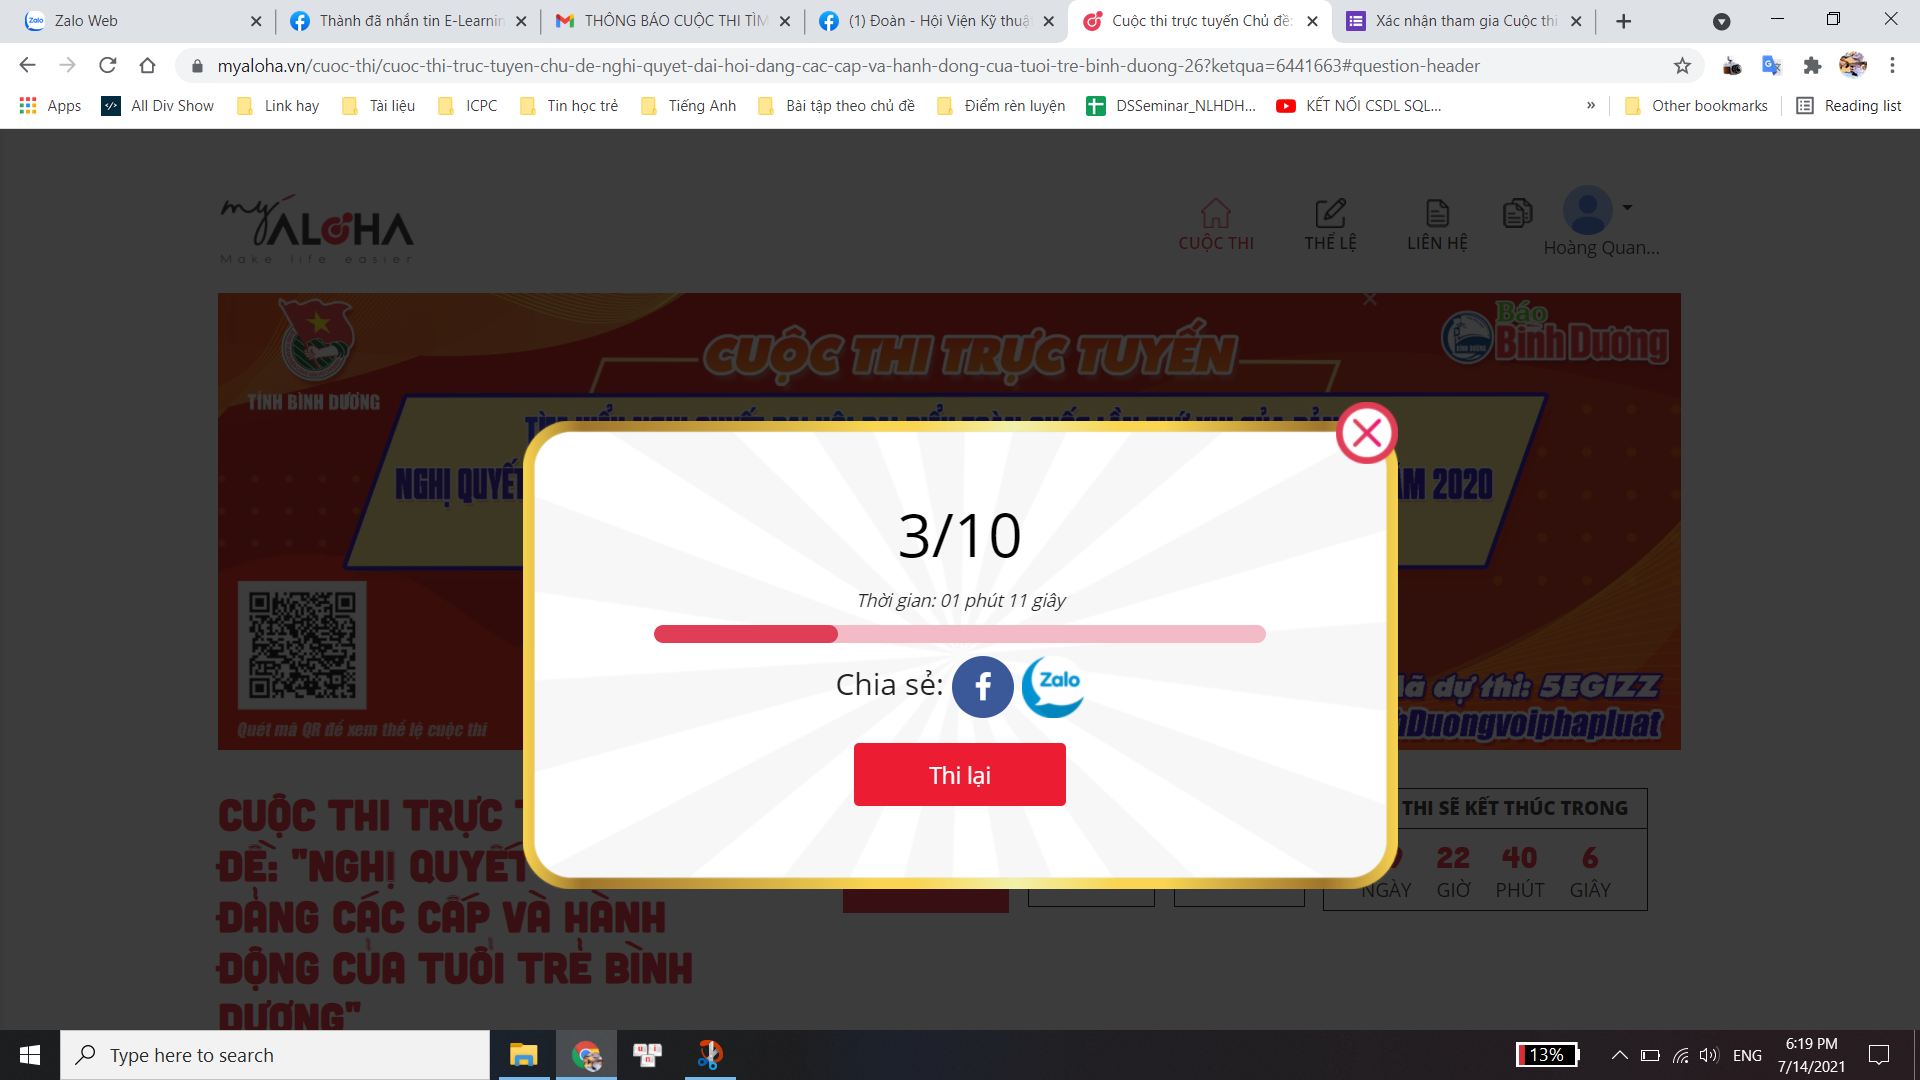 Zalo Web
Thành đã nhắn tin E-Learnin
THÔNG BÁO CUỘC THI TÌM
(1) Đoàn - Hội Viện Kỹ thuật
Cuộc thi trực tuyến Chủ đề:
Xác nhận tham gia Cuộc thi
myaloha.vn/cuoc-thi/cuoc-thi-truc-tuyen-chu-de-nghi-quyet-dai-hoi-dang-cac-cap-va-hanh-dong-cua-tuoi-tre-binh-duong-26?ketqua=6441663#question-header
Apps
All Div Show
Link hay
Tài liệu
ICPC
Tin học trẻ
Tiếng Anh
Bài tập theo chủ đề
Điểm rèn luyện
DSSeminar_NLHDH...
KẾT NỐI CSDL SQL...
»
Other bookmarks
Reading list
my ALOHA
Make life easier
CUỘC THI
THỂ LỆ
LIÊN HỆ
Hoàng Quan...
TỈNH BÌNH DƯƠNG
CUỘC THI TRỰC TUYẾN
Báo
Bình Dương
NGHỊ QUYẾT
NĂM 2020
Quét mã QR để xem thể lệ cuộc thi
Mã dự thi: 5EGIZZ
hDuongvoiphapluat
3/10
Thời gian: 01 phút 11 giây
Chia sẻ:
Zalo
Thi lại
CUỘC THI TRỰC T
ĐỀ: "NGHỊ QUYẾT
ĐẢNG CÁC CẤP VÀ HÀNH
ĐỘNG CỦA TUỔI TRẺ BÌNH
DƯƠNG"
THI SẼ KẾT THÚC TRONG
22 40 6
NGÀY GIỜ PHÚT GIÂY
Type here to search
13%
ENG
6:19 PM
7/14/2021